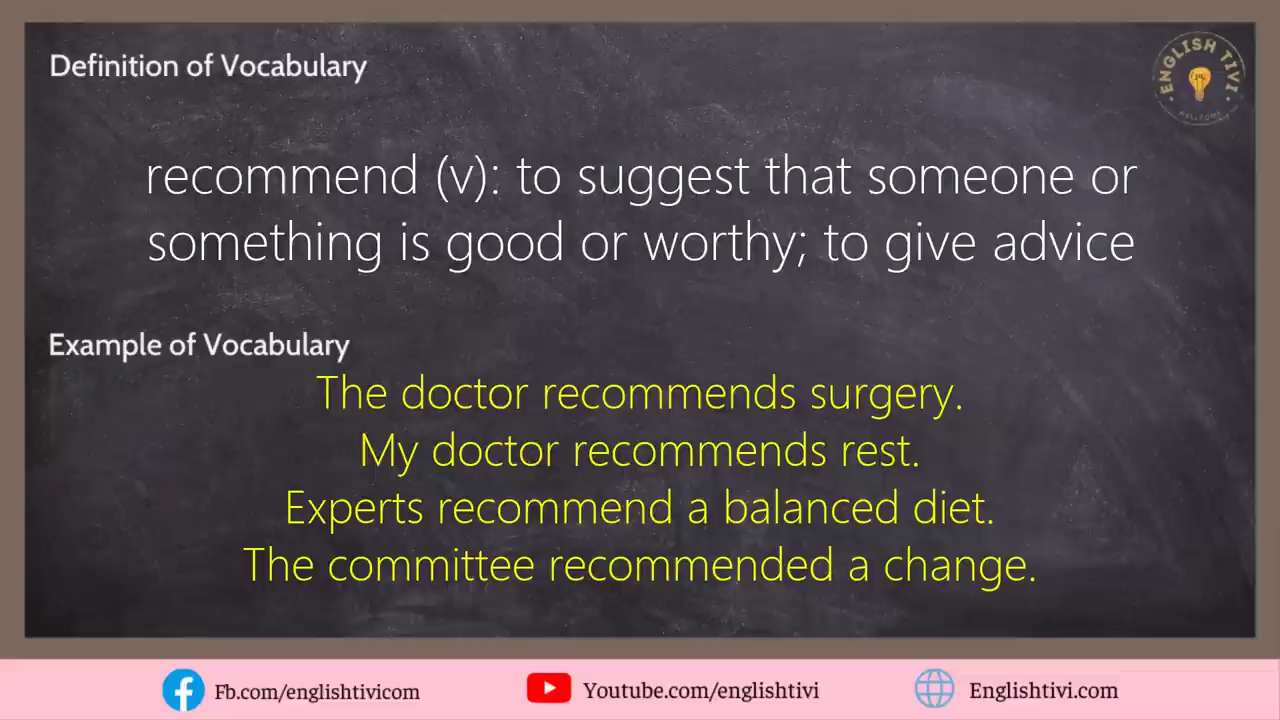 Definition of Vocabulary
ENGLISH TIVI
recommend (v): to suggest that someone or
something is good or worthy; to give advice
Example of Vocabulary
The doctor recommends surgery.
My doctor recommends rest.
Experts recommend a balanced diet.
The committee recommended a change.
Fb.com/englishtivicom
Youtube.com/englishtivi
Englishtivi.com